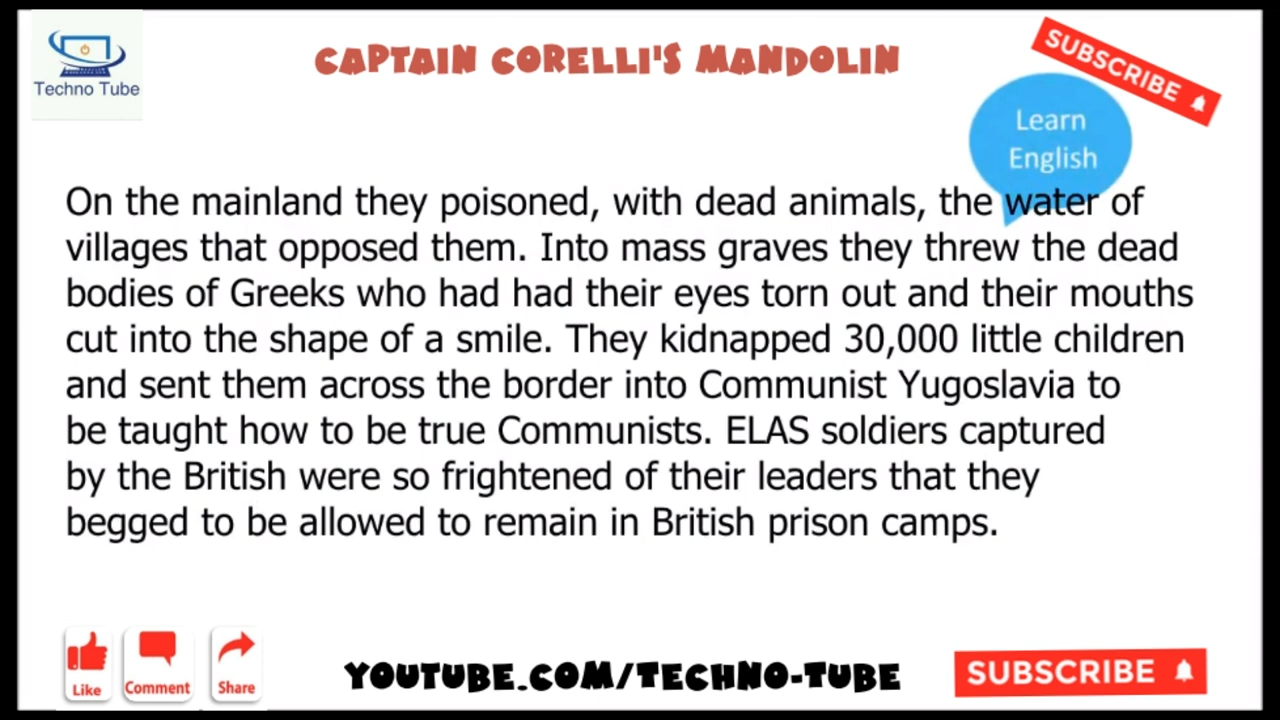 Techno Tube
CAPTAIN CORELLI'S MANDOLIN
SUBSCRIBE
Learn
English
On the mainland they poisoned, with dead animals, the water of
villages that opposed them. Into mass graves they threw the dead
bodies of Greeks who had had their eyes torn out and their mouths
cut into the shape of a smile. They kidnapped 30,000 little children
and sent them across the border into Communist Yugoslavia to
be taught how to be true Communists. ELAS soldiers captured
by the British were so frightened of their leaders that they
begged to be allowed to remain in British prison camps.
Like
Comment
Share
YOUTUBE.COM/TECHNO-TUBE
SUBSCRIBE